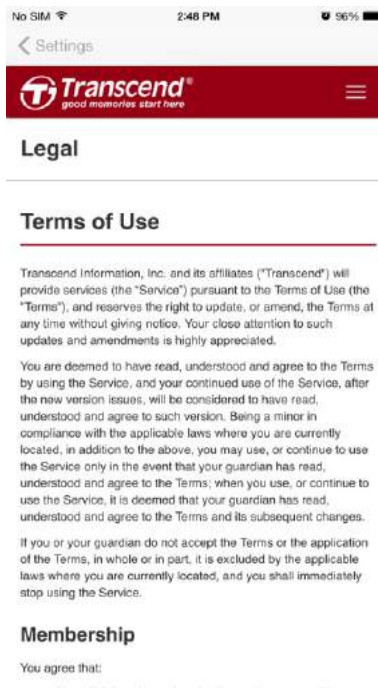 No SIM 2:48 PM 96%
Settings
Transcend®
good memories start here
Legal
Terms of Use
Transcend Information, Inc. and its affiliates ("Transcend") will
provide services (the "Service") pursuant to the Terms of Use (the
"Terms"), and reserves the right to update, or amend, the Terms at
any time without giving notice. Your close attention to such
updates and amendments is highly appreciated.
You are deemed to have read, understood and agree to the Terms
by using the Service, and your continued use of the Service, after
the new version issues, will be considered to have read,
understood and agree to such version. Being a minor in
compliance with the applicable laws where you are currently
located, in addition to the above, you may use, or continue to use
the Service only in the event that your guardian has read,
understood and agree to the Terms; when you use, or continue to
use the Service, it is deemed that your guardian has read,
understood and agree to the Terms and its subsequent changes.
If you or your guardian do not accept the Terms or the application
of the Terms, in whole or in part, it is excluded by the applicable
laws where you are currently located, and you shall immediately
stop using the Service.
Membership
You agree that: